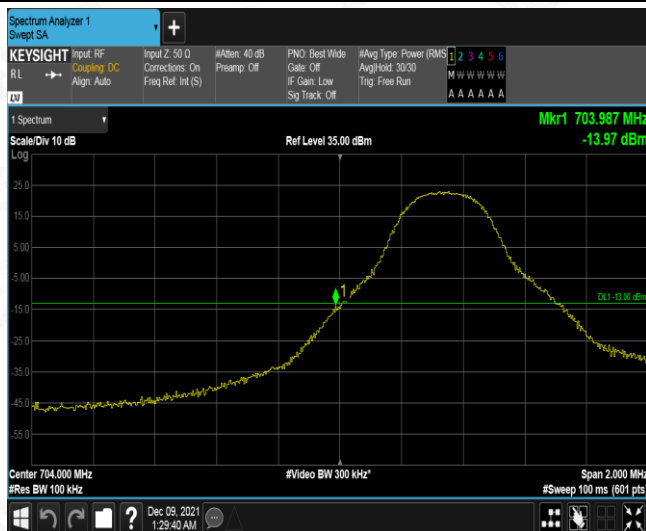 Spectrum Analyzer 1
Swept SA
+
KEYSIGHT
RL
Input: RF
Coupling: DC
Align: Auto
Input Z: 50 Ω
Corrections: On
Freq Ref: Int (S)
#Atten: 40 dB
Preamp: Off
PNO: Best Wide
Gate: Off
IF Gain: Low
Sig Track: Off
#Avg Type: Power (RMS
Avg|Hold: 30/30
Trig: Free Run
1 2 3 4 5 6
M W W W W W
A A A A A A
1 Spectrum
Scale/Div 10 dB
Log
Ref Level 35.00 dBm
Mkr1 703.987 MHz
-13.97 dBm
25.0
15.0
5.00
-5.00
-15.0
-25.0
-35.0
-45.0
-55.0
1
DL1 -13.00 dBm
Center 704.000 MHz
#Res BW 100 kHz
#Video BW 300 kHz*
Span 2.000 MHz
#Sweep 100 ms (601 pts)
?
Dec 09, 2021
1:29:40 AM